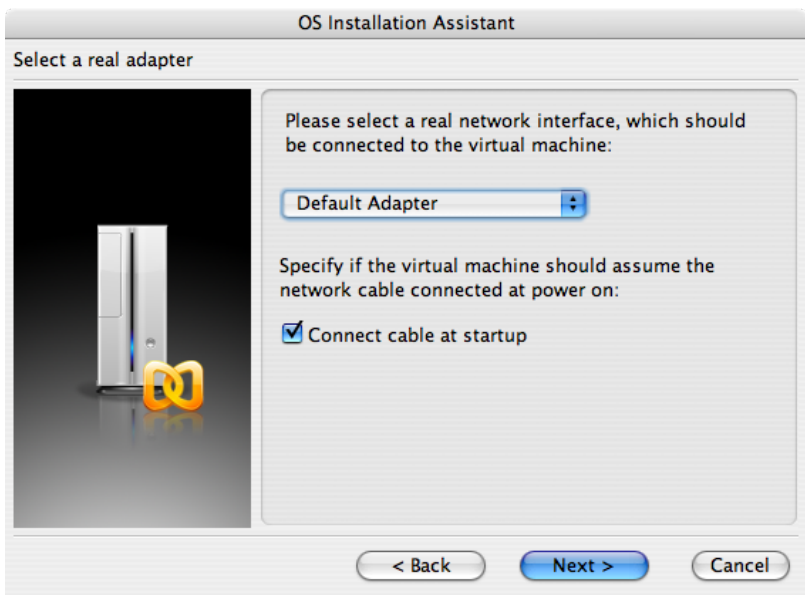 OS Installation Assistant
Select a real adapter
Please select a real network interface, which should
be connected to the virtual machine:
Default Adapter
Specify if the virtual machine should assume the
network cable connected at power on:
Connect cable at startup
< Back
Next >
Cancel